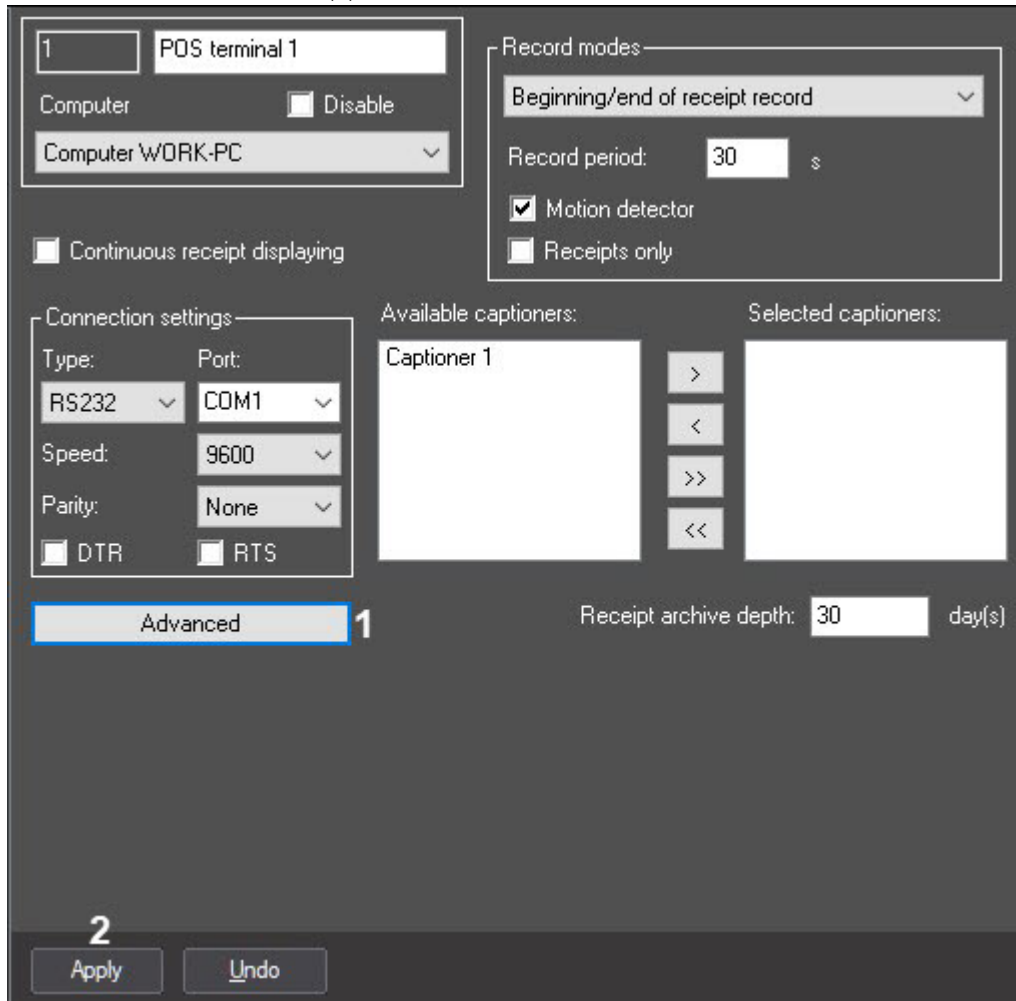 1
POS terminal 1
Computer
Disable
Computer WORK-PC
Record modes
Beginning/end of receipt record
Record period:
30
s
Motion detector
Receipts only
Continuous receipt displaying
Connection settings
Type:
Port:
RS232
COM1
Speed:
9600
Parity:
None
DTR
RTS
Available captioners:
Captioner 1
>
<
>>
<<
Selected captioners:
Advanced
1
Receipt archive depth:
30
day(s)
2
Apply
Undo